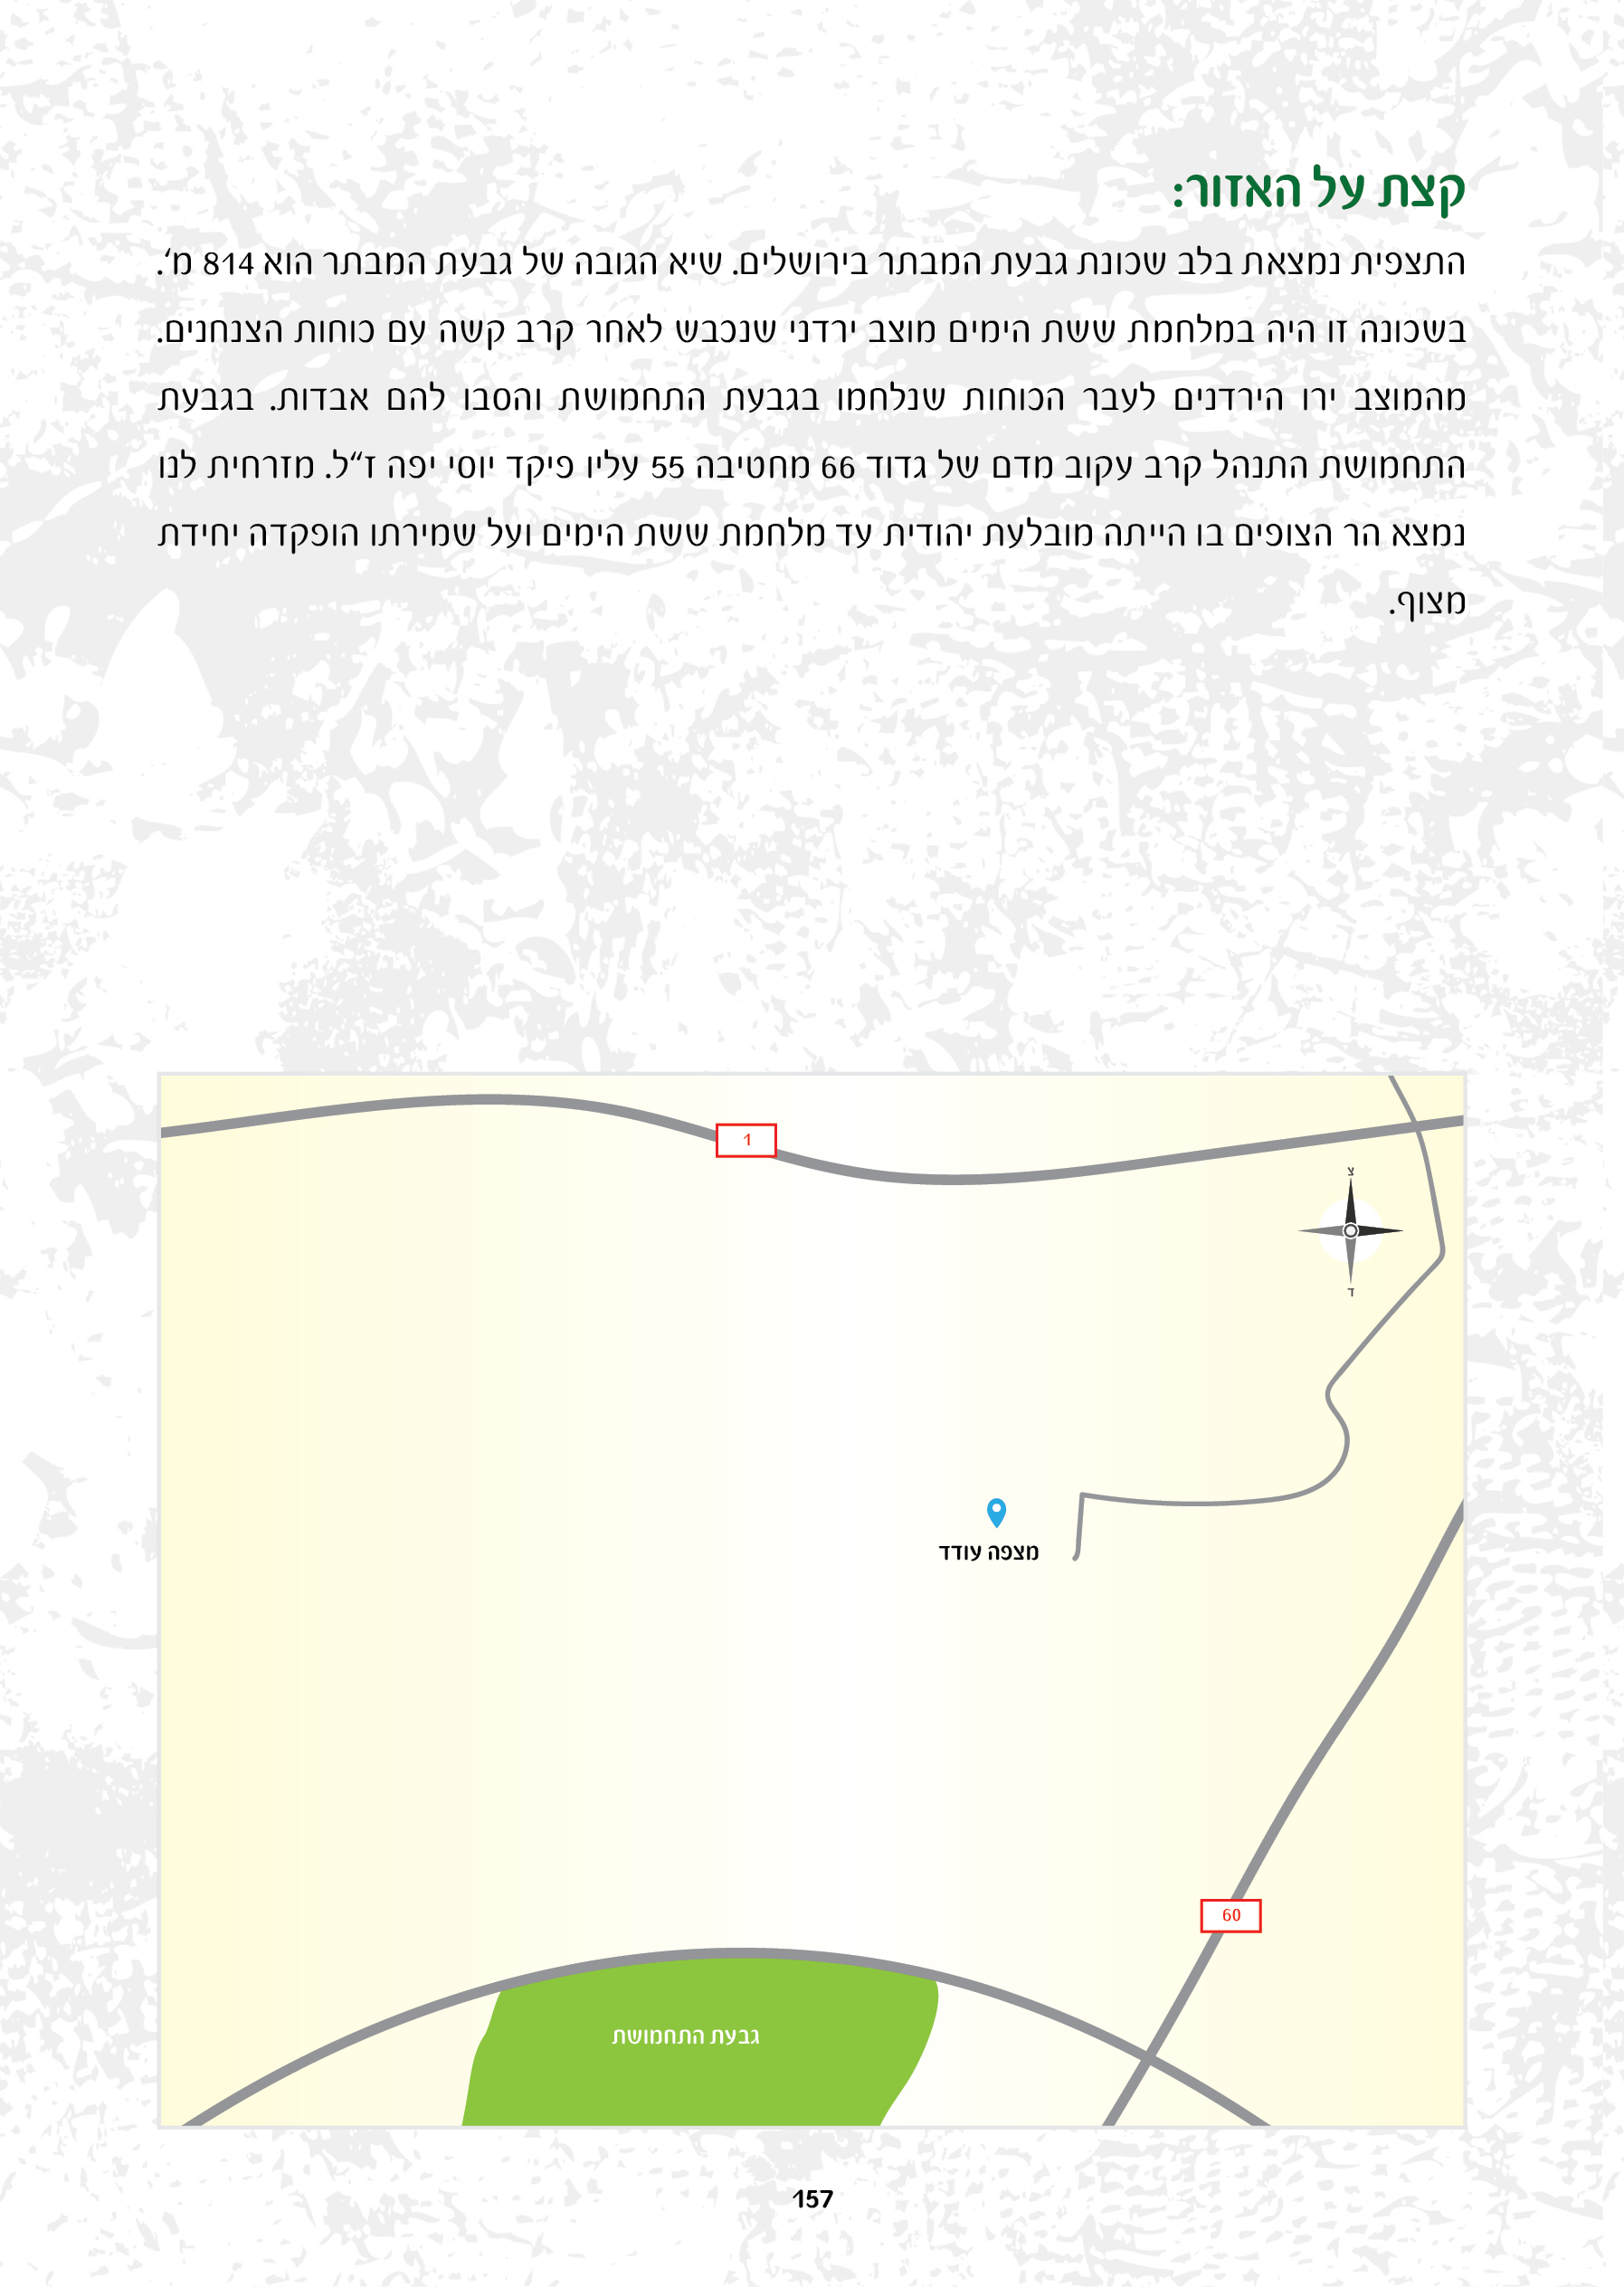 קצת על האזור:
התצפית נמצאת בלב שכונת גבעת המבתר בירושלים. שיא הגובה של גבעת המבתר הוא 814 מ‘.
בשכונה זו היה במלחמת ששת הימים מוצב ירדני שנכבש לאחר קרב קשה עם כוחות הצנחנים.
מהמוצב ירו הירדנים לעבר הכוחות שנלחמו בגבעת התחמושת והסבו להם אבדות. בגבעת
התחמושת התנהל קרב עקוב מדם של גדוד 66 מחטיבה 55 עליו פיקד יוסי יפה ז“ל. מזרחית לנו
נמצא הר הצופים בו הייתה מובלעת יהודית עד מלחמת ששת הימים ועל שמירתו הופקדה יחידת
מצוף.
1
צ
ד
מצפה עודד
60
גבעת התחמושת
157